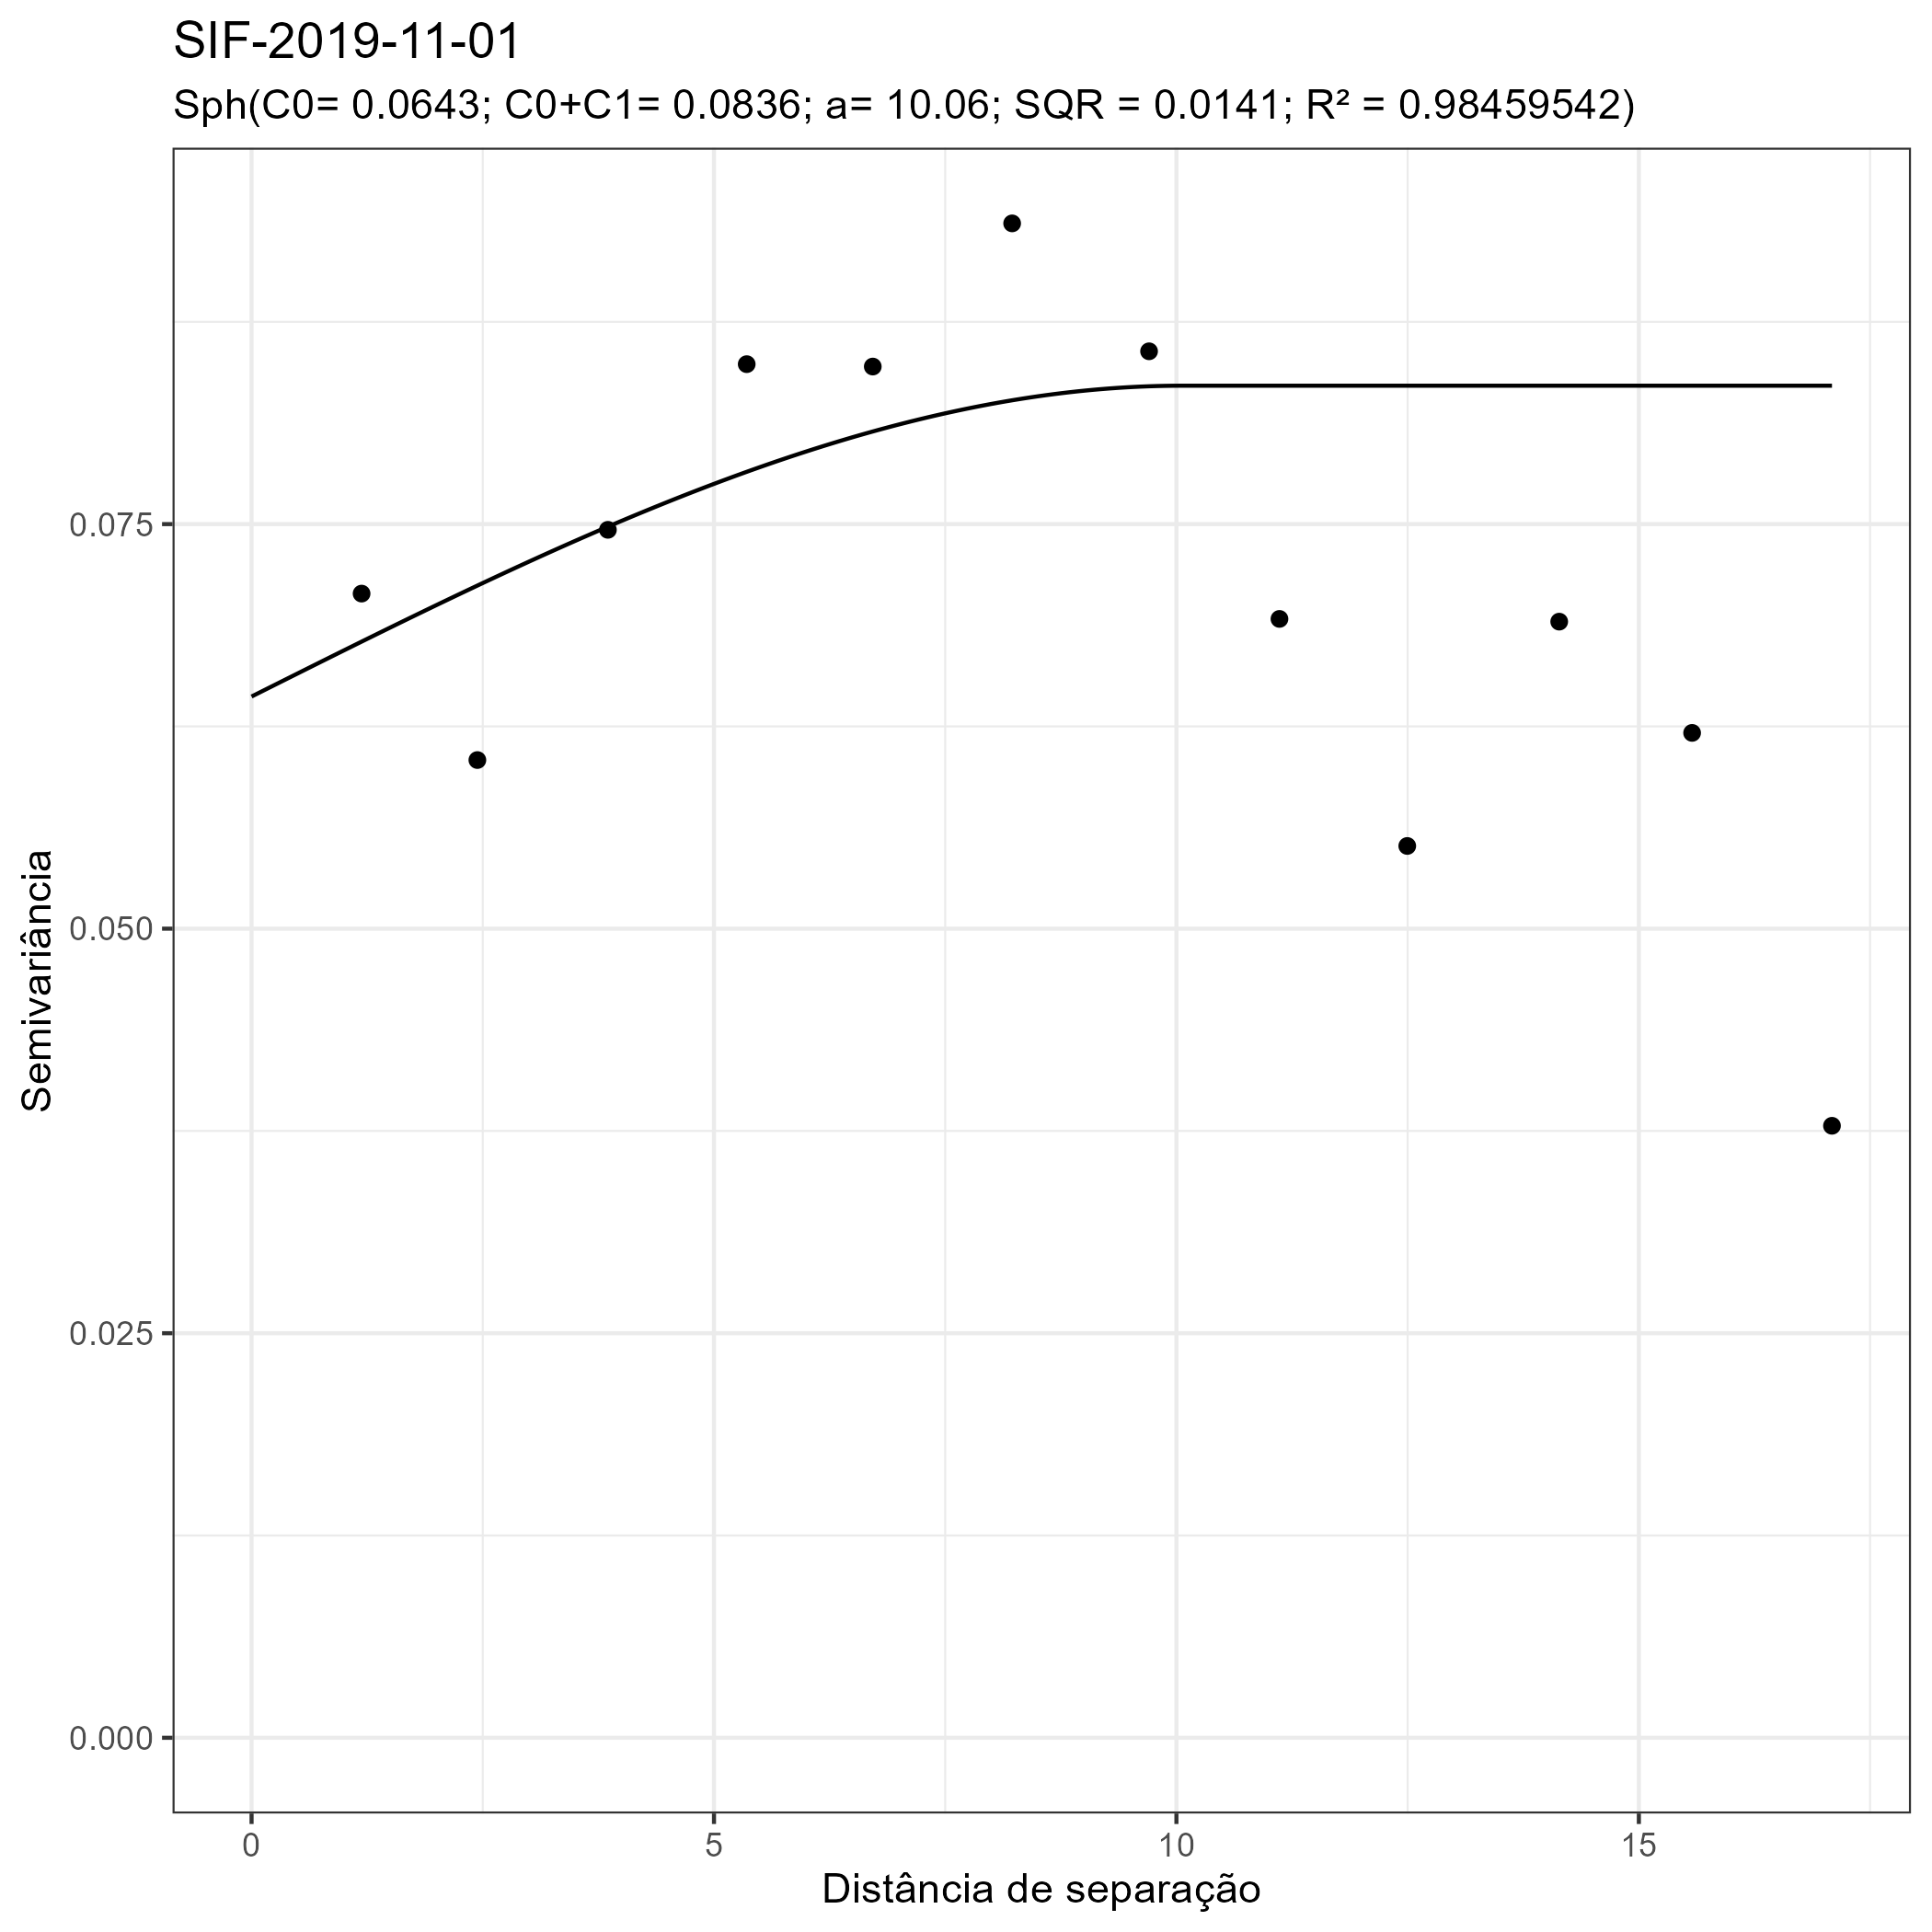 SIF-2019-11-01
Sph(C0= 0.0643; C0+C1= 0.0836; a= 10.06; SQR = 0.0141; R² = 0.98459542)
Semivariância
0.075
0.050
0.025
0.000
0 5 10 15
Distância de separação